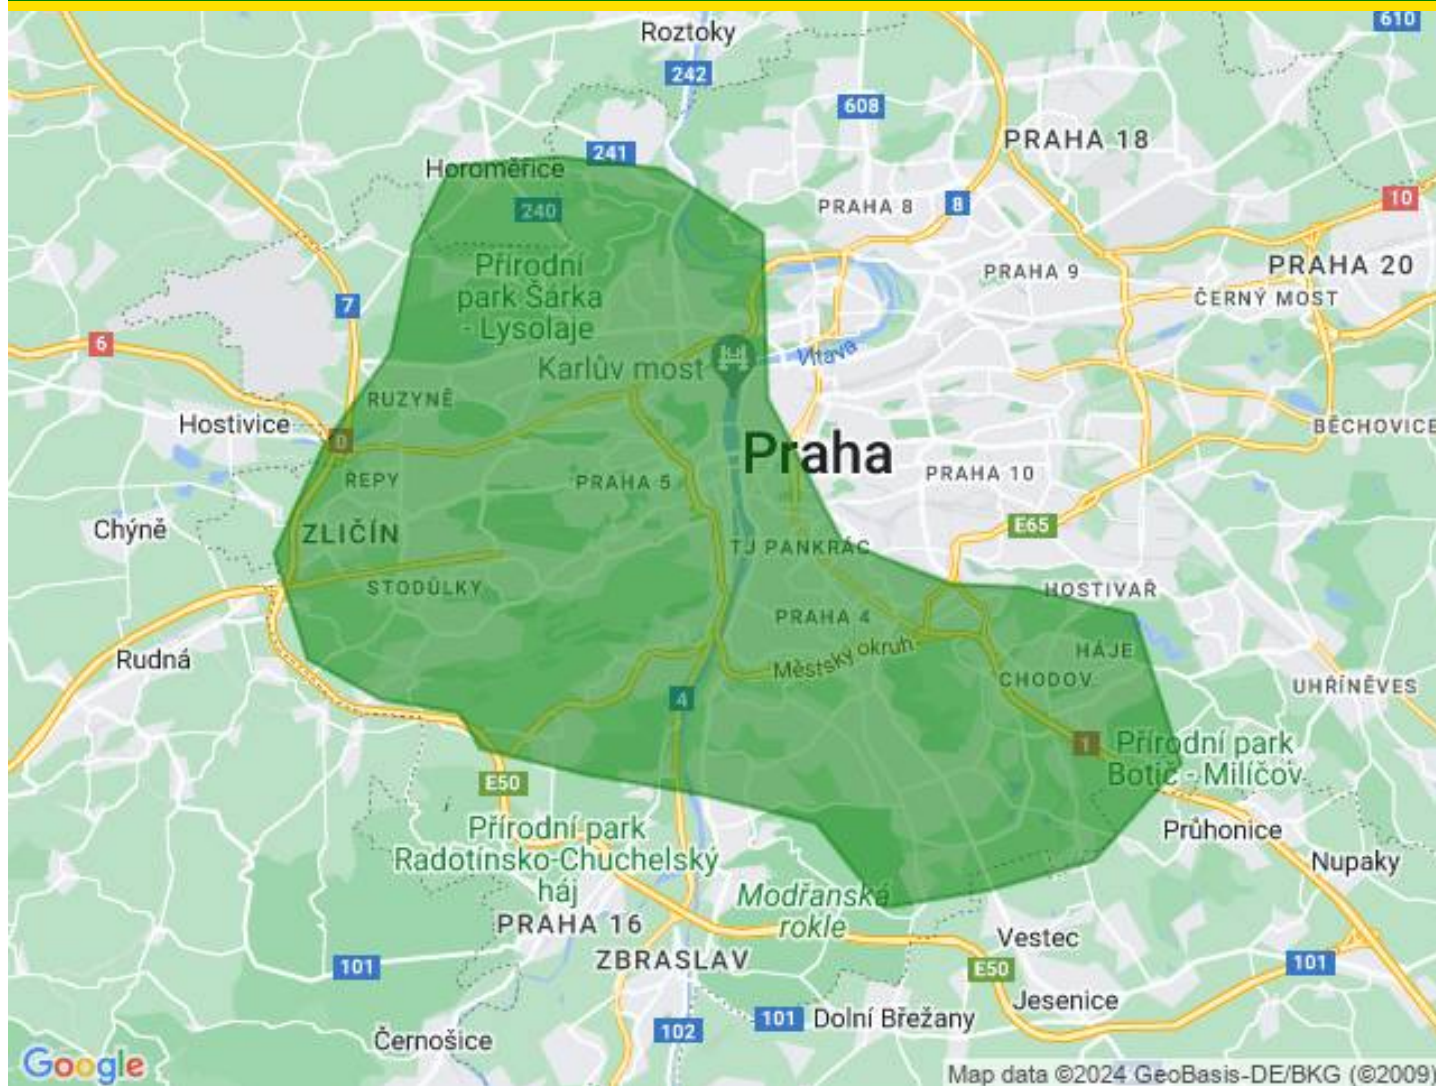 610
Roztoky
242
608
PRAHA 18
241
Horoměřice
10
240
PRAHA 8
8
Přírodní
park Šárka
- Lysolaje
PRAHA 9
PRAHA 20
ČERNÝ MOST
7
6
Vltava
Karlův most
RUZYNĚ
Hostivice
0
BĚCHOVICE
Praha
ŘEPY
PRAHA 5
PRAHA 10
Chýně
ZLIČÍN
E65
TJ PANKRÁC
STODŮLKY
HOSTIVAŘ
PRAHA 4
Rudná
Městský okruh
HÁJE
CHODOV
UHŘÍNĚVES
4
1
Přírodní park
Botič - Milíčov
E50
Přírodní park
Radotínsko-Chuchelský
háj
Průhonice
Nupaky
Modřanská
rokle
PRAHA 16
Vestec
ZBRASLAV
101
E50
101
Jesenice
101
Dolní Břežany
102
Černošice
Google
Map data ©2024 GeoBasis-DE/BKG (©2009)